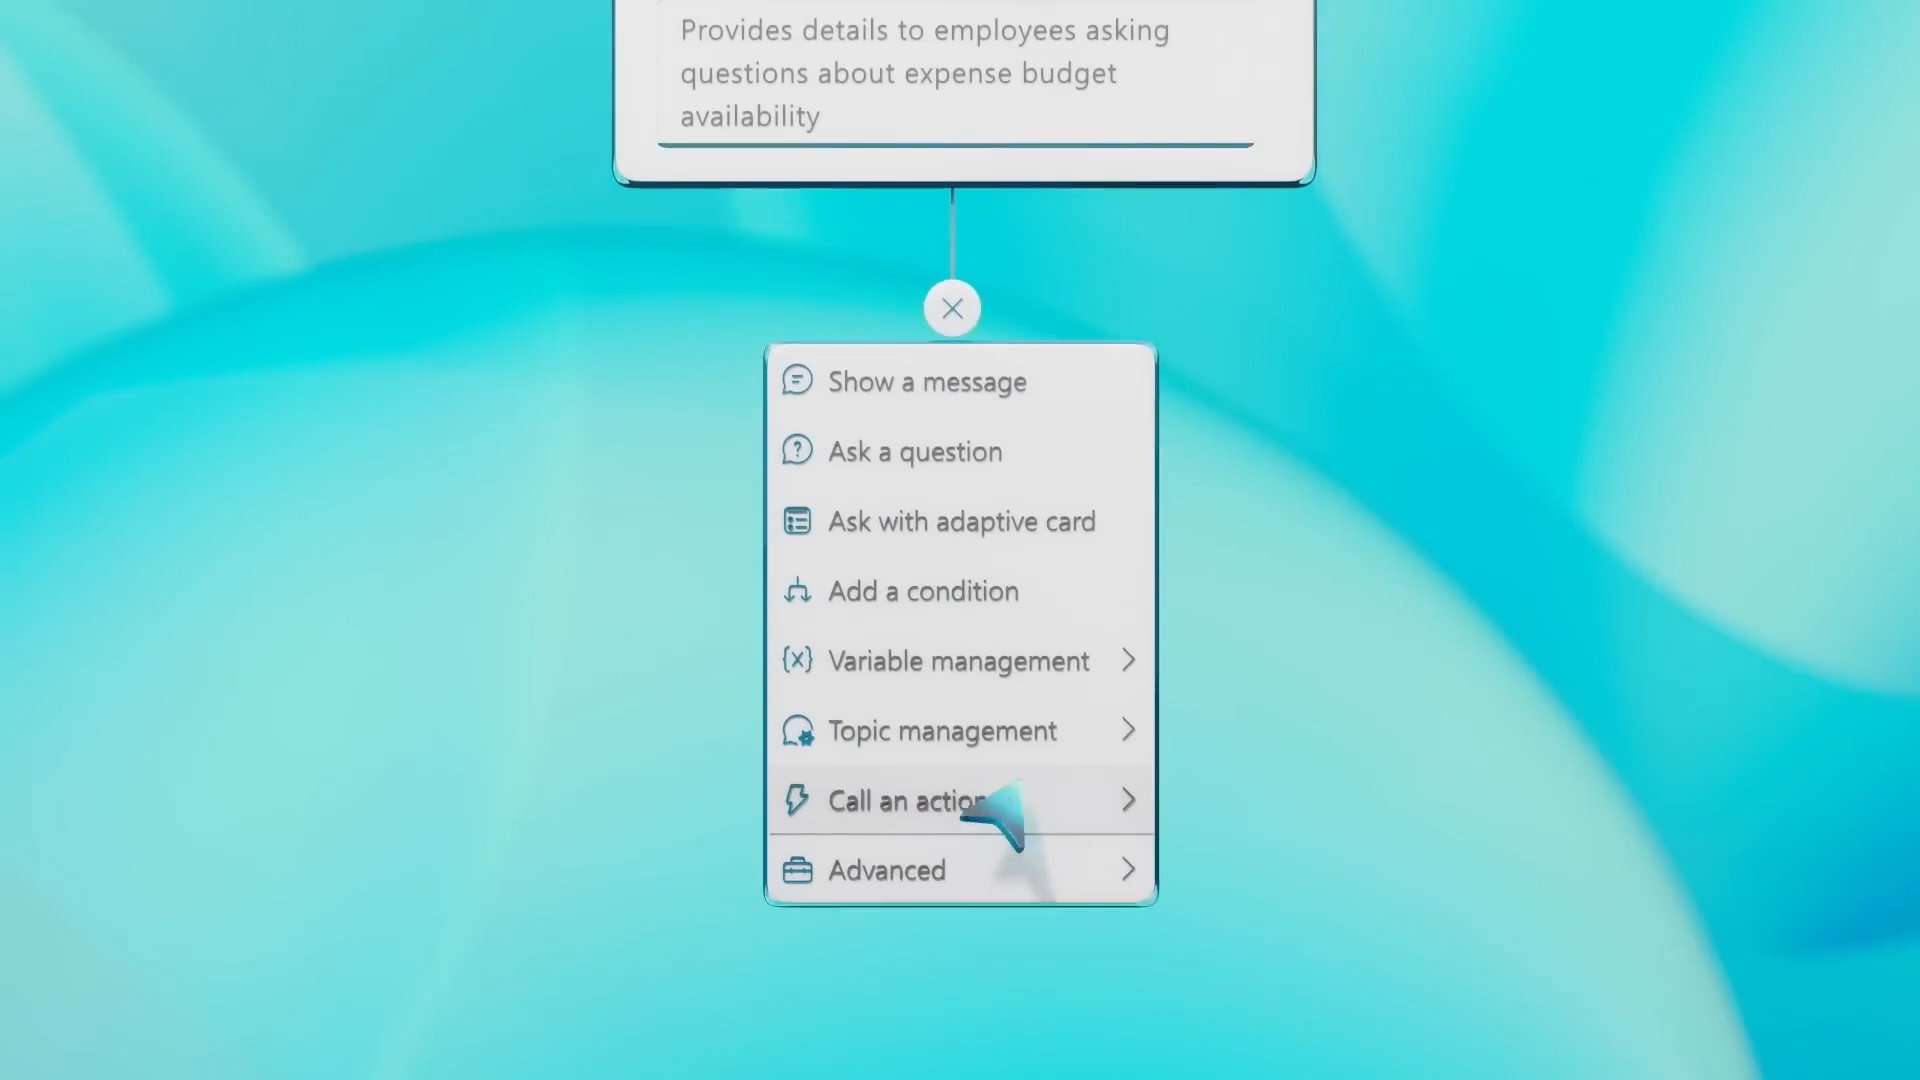 Provides details to employees asking
questions about expense budget
availability
Show a message
Ask a question
Ask with adaptive card
Add a condition
Variable management
Topic management
Call an action
Advanced